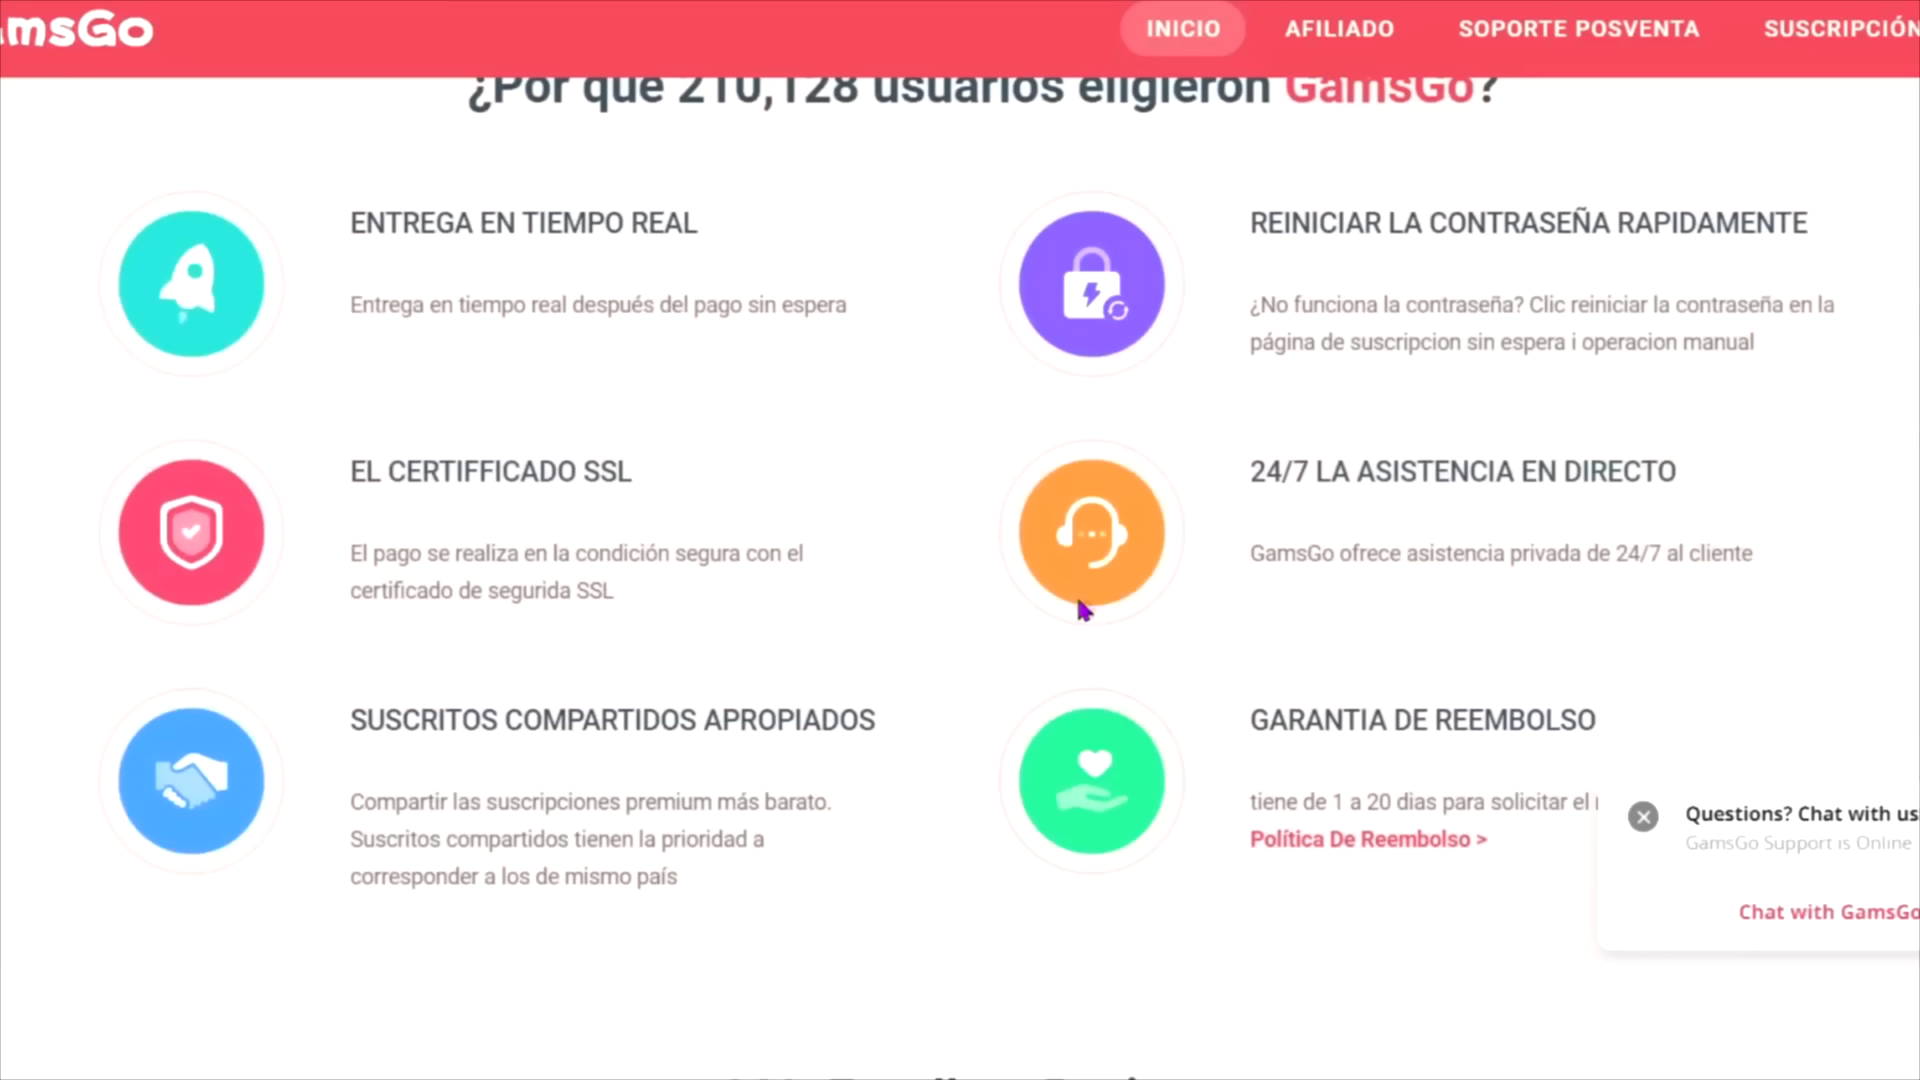 msGo
INICIO AFILIADO SOPORTE POSVENTA SUSCRIPCIÓN
¿Por qué 210,128 usuarios eligieron GamsGo?
ENTREGA EN TIEMPO REAL
Entrega en tiempo real después del pago sin espera
REINICIAR LA CONTRASEÑA RAPIDAMENTE
¿No funciona la contraseña? Clic reiniciar la contraseña en la
página de suscripcion sin espera i operacion manual
EL CERTIFFICADO SSL
El pago se realiza en la condición segura con el
certificado de segurida SSL
24/7 LA ASISTENCIA EN DIRECTO
GamsGo ofrece asistencia privada de 24/7 al cliente
SUSCRITOS COMPARTIDOS APROPIADOS
Compartir las suscripciones premium más barato.
Suscritos compartidos tienen la prioridad a
corresponder a los de mismo país
GARANTIA DE REEMBOLSO
tiene de 1 a 20 dias para solicitar el
Política De Reembolso >
Questions? Chat with us
GamsGo Support is Online
Chat with GamsGo